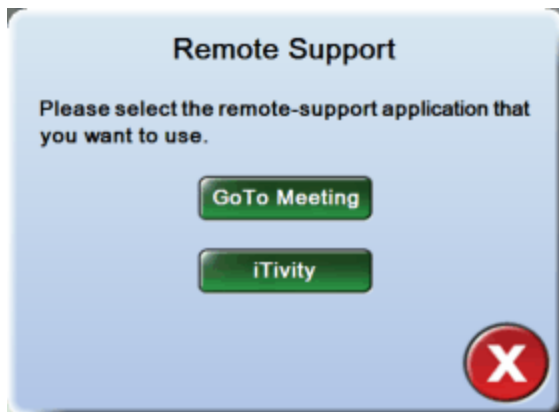 Remote Support
Please select the remote-support application that
you want to use.
GoTo Meeting
iTivity
X